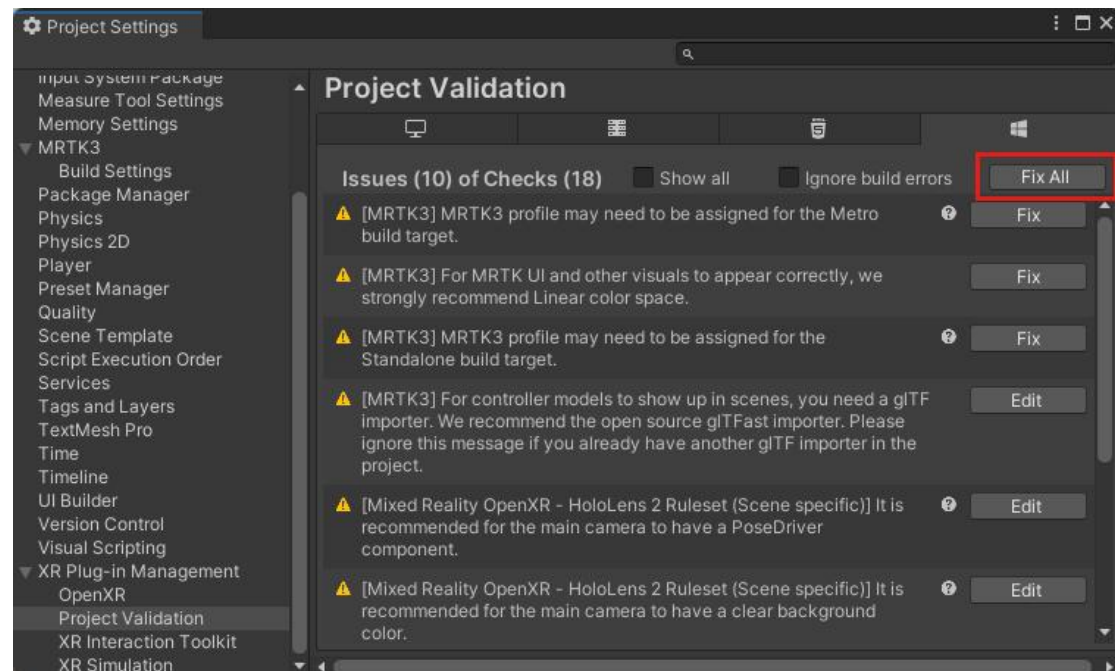 Project Settings
Input System Package
Measure Tool Settings
Memory Settings
MRTK3
Build Settings
Package Manager
Physics
Physics 2D
Player
Preset Manager
Quality
Scene Template
Script Execution Order
Services
Tags and Layers
TextMesh Pro
Time
Timeline
UI Builder
Version Control
Visual Scripting
XR Plug-in Management
OpenXR
Project Validation
XR Interaction Toolkit
XR Simulation
Project Validation
Issues (10) of Checks (18) Show all Ignore build errors Fix All
[MRTK3] MRTK3 profile may need to be assigned for the Metro
build target.
Fix
[MRTK3] For MRTK UI and other visuals to appear correctly, we
strongly recommend Linear color space.
Fix
[MRTK3] MRTK3 profile may need to be assigned for the
Standalone build target.
Fix
[MRTK3] For controller models to show up in scenes, you need a glTF
importer. We recommend the open source glTFast importer. Please
ignore this message if you already have another glTF importer in the
project.
Edit
[Mixed Reality OpenXR - HoloLens 2 Ruleset (Scene specific)] It is
recommended for the main camera to have a PoseDriver
component.
Edit
[Mixed Reality OpenXR - HoloLens 2 Ruleset (Scene specific)] It is
recommended for the main camera to have a clear background
color.
Edit